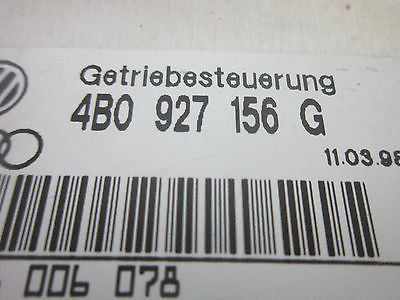 Getriebesteuerung
4B0 927 156 G
11.03.98
006 078